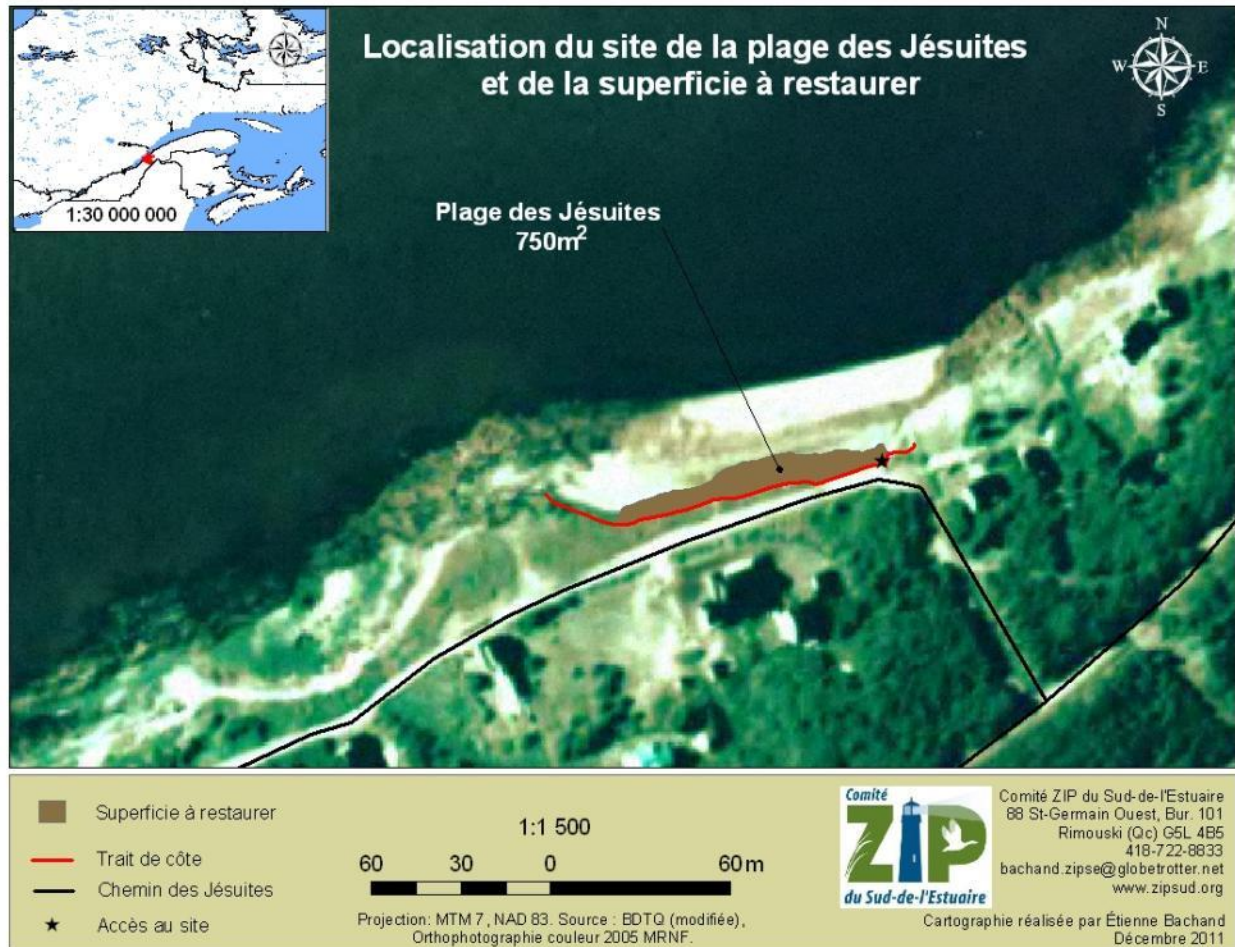 Localisation du site de la plage des Jésuites
et de la superficie à restaurer
N
W E
S
1:30 000 000
Plage des Jésuites
750m²
Superficie à restaurer
Trait de côte
Chemin des Jésuites
Accès au site
1:1 500
60 30 0 60 m
Projection: MTM 7, NAD 83. Source : BDTQ (modifiée),
Orthophotographie couleur 2005 MRNF.
Comité
ZIP
du Sud-de-l'Estuaire
Comité ZIP du Sud-de-l'Estuaire
88 St-Germain Ouest, Bur. 101
Rimouski (Qc) G5L 4B5
418-722-8833
bachand.zipse@globetrotter.net
www.zipsud.org
Cartographie réalisée par Étienne Bachand
Décembre 2011